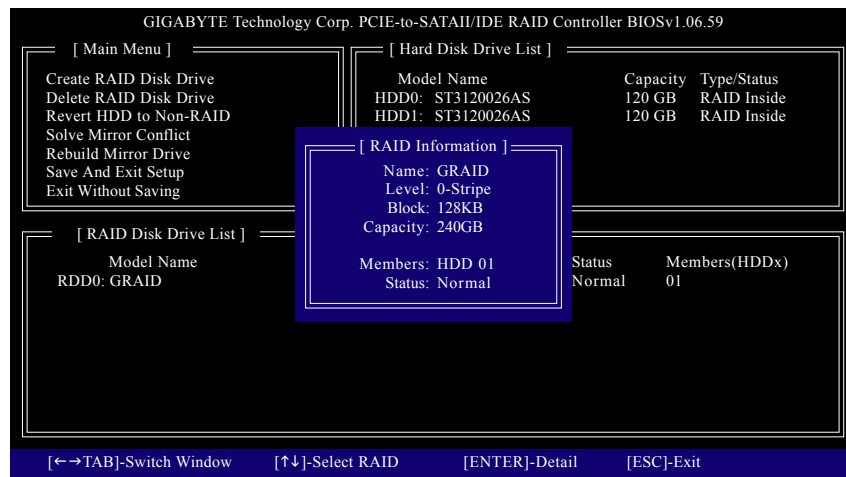 GIGABYTE Technology Corp. PCIE-to-SATAII/IDE RAID Controller BIOSv1.06.59
[ Main Menu ]
Create RAID Disk Drive
Delete RAID Disk Drive
Revert HDD to Non-RAID
Solve Mirror Conflict
Rebuild Mirror Drive
Save And Exit Setup
Exit Without Saving
[ Hard Disk Drive List ]
Model Name Capacity Type/Status
HDD0: ST3120026AS 120 GB RAID Inside
HDD1: ST3120026AS 120 GB RAID Inside
[ RAID Information ]
Name: GRAID
Level: 0-Stripe
Block: 128KB
Capacity: 240GB
Members: HDD 01
Status: Normal
[ RAID Disk Drive List ]
Model Name Status Members(HDDx)
RDD0: GRAID Normal 01
[←→TAB]-Switch Window [↑↓]-Select RAID [ENTER]-Detail [ESC]-Exit